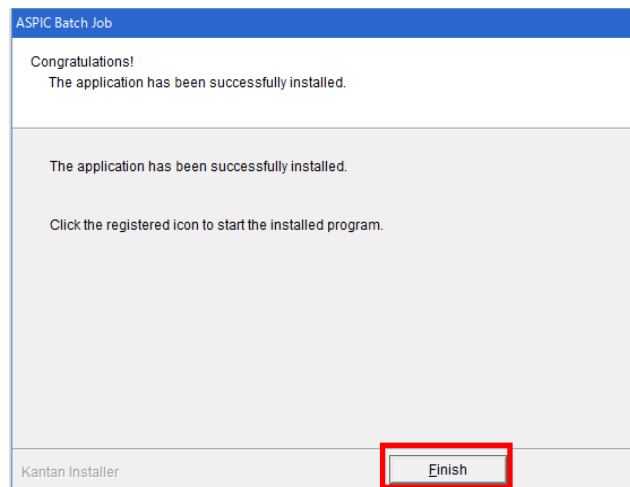 ASPIC Batch Job
Congratulations!
The application has been successfully installed.
The application has been successfully installed.
Click the registered icon to start the installed program.
Kantan Installer
Finish